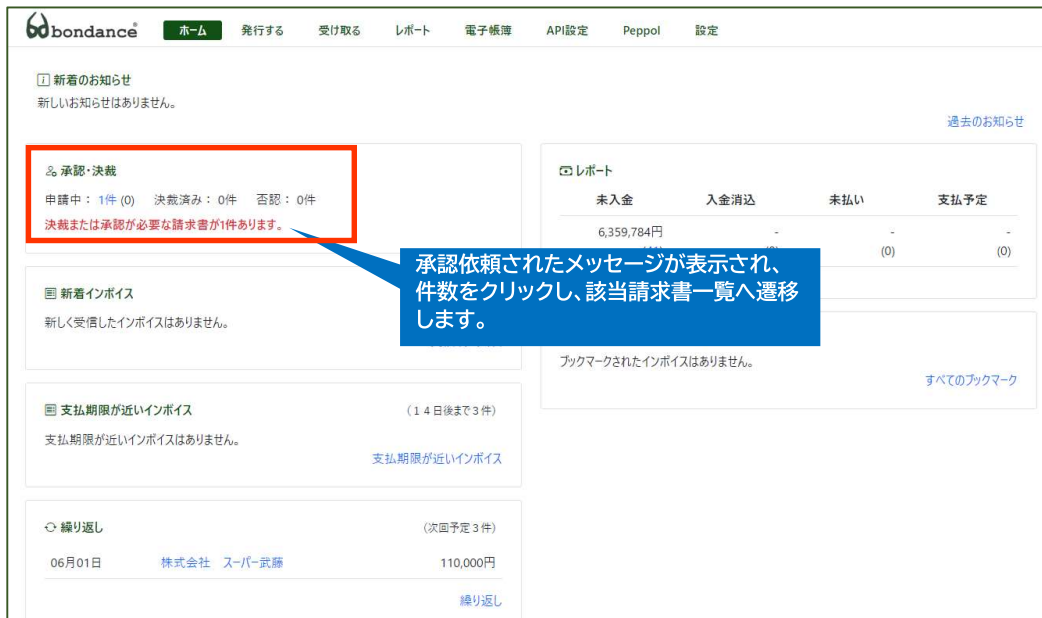 bondance
ホーム 発行する 受け取る レポート 電子帳簿 API設定 Peppol 設定
新着のお知らせ
新しいお知らせはありません。
過去のお知らせ
承認・決裁
申請中： 1件 (0) 決裁済み： 0件 否認： 0件
決裁または承認が必要な請求書が1件あります。
レポート
未入金 入金消込 未払い 支払予定
6,359,784円 - - -
(0) (0)
承認依頼されたメッセージが表示され、
件数をクリックし、該当請求書一覧へ遷移
します。
新着インボイス
新しく受信したインボイスはありません。
ブックマークされたインボイスはありません。
すべてのブックマーク
支払期限が近いインボイス (１４日後まで３件)
支払期限が近いインボイスはありません。
支払期限が近いインボイス
繰り返し (次回予定３件)
06月01日 株式会社 スーパー武藤 110,000円
繰り返し